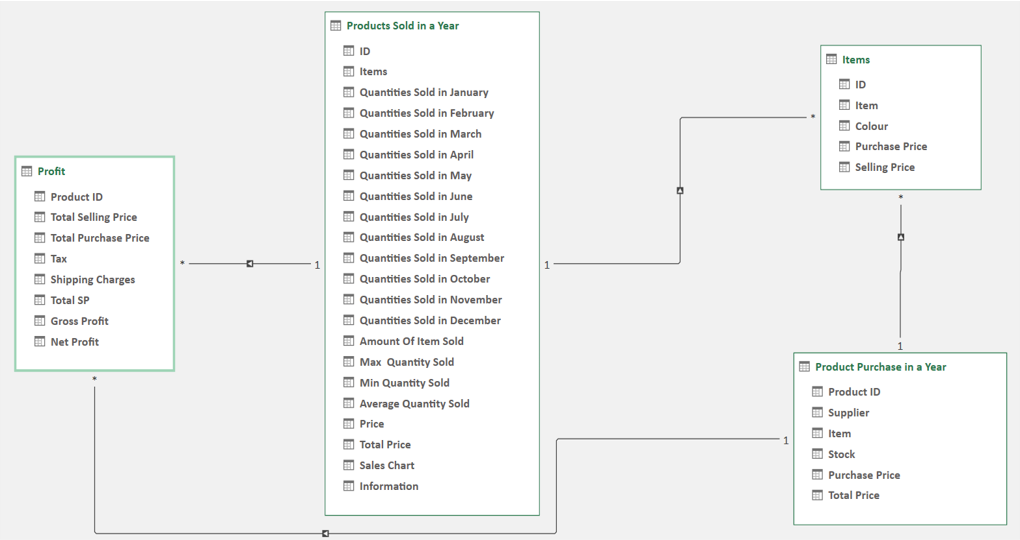 Products Sold in a Year
ID
Items
Quantities Sold in January
Quantities Sold in February
Quantities Sold in March
Quantities Sold in April
Quantities Sold in May
Quantities Sold in June
Quantities Sold in July
Quantities Sold in August
Quantities Sold in September
Quantities Sold in October
Quantities Sold in November
Quantities Sold in December
Amount Of Item Sold
Max Quantity Sold
Min Quantity Sold
Average Quantity Sold
Price
Total Price
Sales Chart
Information
Items
ID
Item
Colour
Purchase Price
Selling Price
*
*
1
Profit
Product ID
Total Selling Price
Total Purchase Price
Tax
Shipping Charges
Total SP
Gross Profit
Net Profit
*
1
1
*
Product Purchase in a Year
Product ID
Supplier
Item
Stock
Purchase Price
Total Price
1